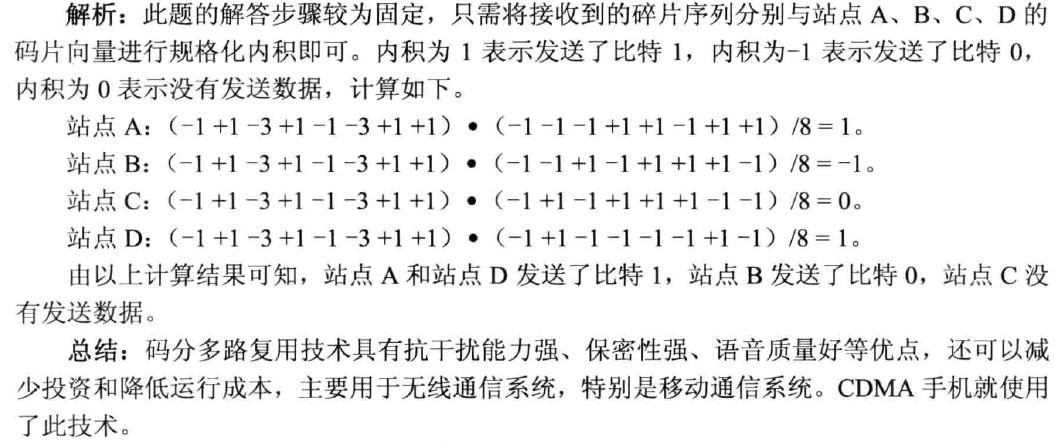 解析：此题的解答步骤较为固定，只需将接收到的碎片序列分别与站点 A、B、C、D 的
码片向量进行规格化内积即可。内积为 1 表示发送了比特 1，内积为-1 表示发送了比特 0，
内积为 0 表示没有发送数据，计算如下。
站点 A：（-1 +1 -3 +1 -1 -3 +1 +1）•（-1 -1 -1 +1 +1 -1 +1 +1）/8 = 1。
站点 B：（-1 +1 -3 +1 -1 -3 +1 +1）•（-1 -1 +1 -1 +1 +1 +1 -1）/8 = -1。
站点 C：（-1 +1 -3 +1 -1 -3 +1 +1）•（-1 +1 -1 +1 +1 +1 -1 -1）/8 = 0。
站点 D：（-1 +1 -3 +1 -1 -3 +1 +1）•（-1 +1 -1 -1 -1 -1 +1 -1）/8 = 1。
由以上计算结果可知，站点 A 和站点 D 发送了比特 1，站点 B 发送了比特 0，站点 C 没
有发送数据。
总结：码分多路复用技术具有抗干扰能力强、保密性强、语音质量好等优点，还可以减
少投资和降低运行成本，主要用于无线通信系统，特别是移动通信系统。CDMA 手机就使用
了此技术。